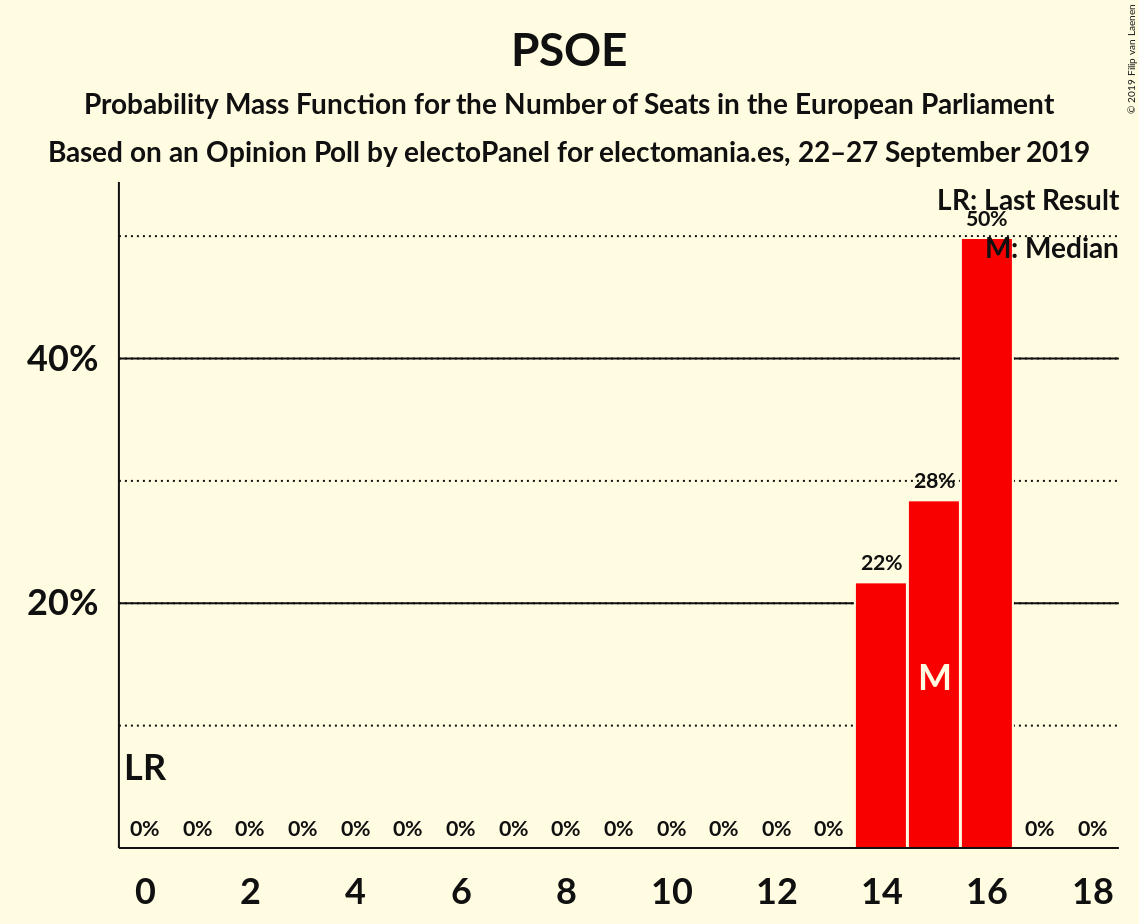 PSOE
Probability Mass Function for the Number of Seats in the European Parliament
Based on an Opinion Poll by electoPanel for electomania.es, 22–27 September 2019
© 2019 Filip van Laenen
LR: Last Result
50%
M: Median
40%
28%
22%
20%
M
LR
0% 0% 0% 0% 0% 0% 0% 0% 0% 0% 0% 0% 0% 0% 0% 0%
0 2 4 6 8 10 12 14 16 18